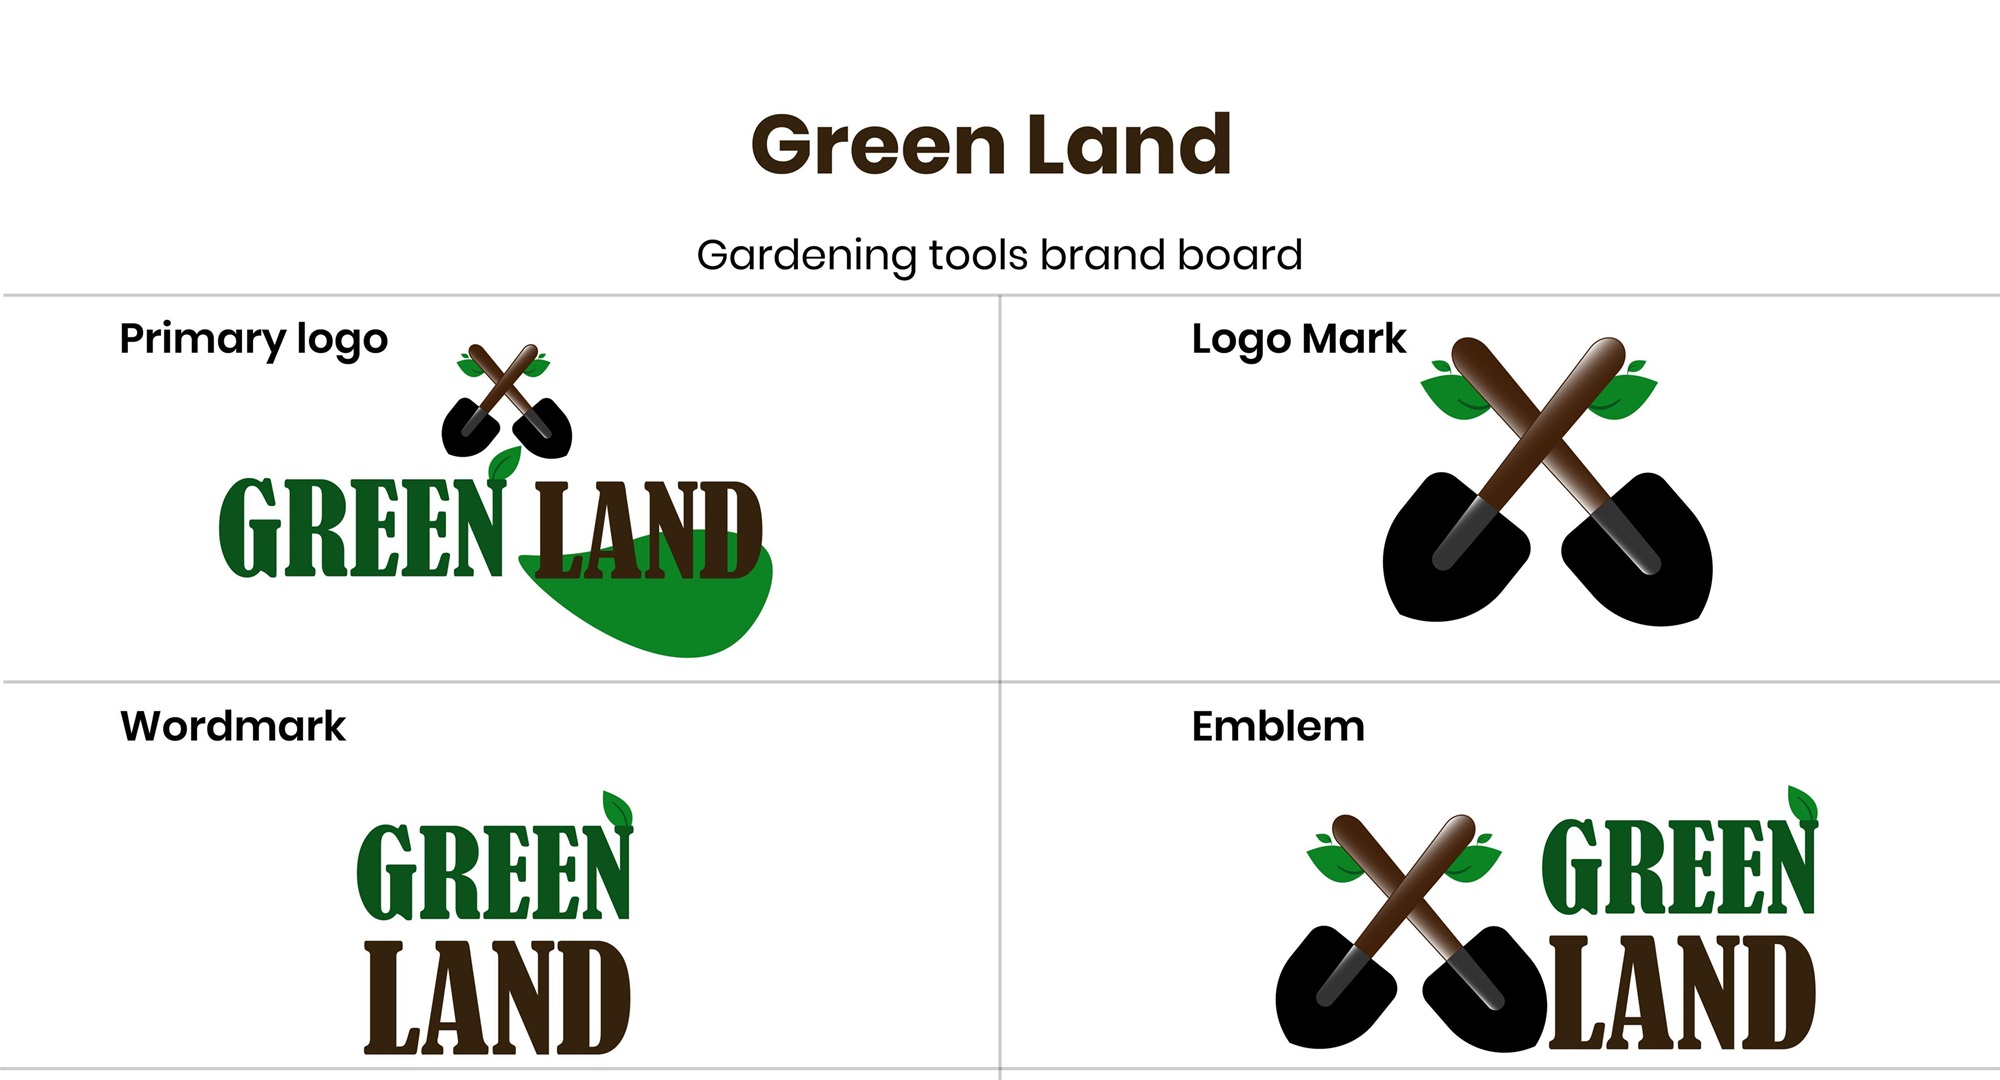 Green Land
Gardening tools brand board
Primary logo
GREEN LAND
Logo Mark
Wordmark
GREEN
LAND
Emblem
GREEN
LAND